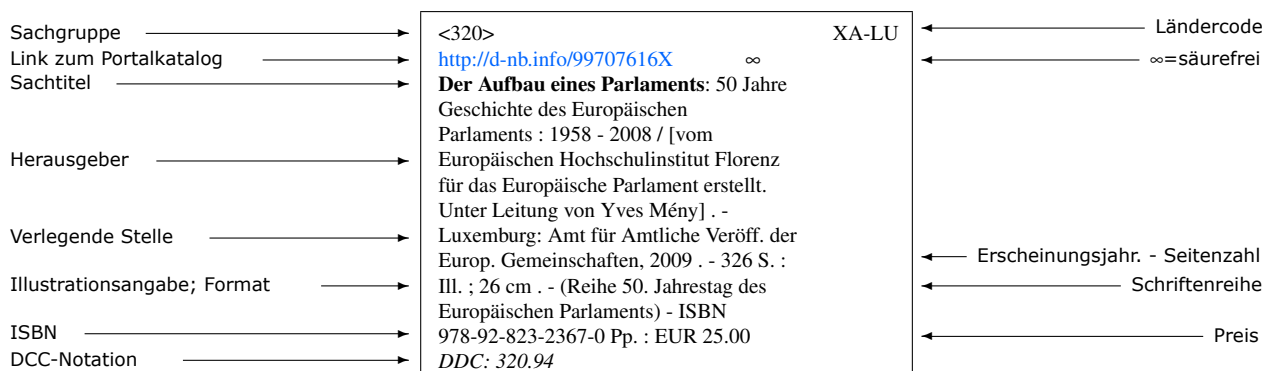 Sachgruppe <320> XA-LU Ländercode
Link zum Portalkatalog http://d-nb.info/99707616X ∞ ∞=säurefrei
Sachtitel Der Aufbau eines Parlaments: 50 Jahre
Geschichte des Europäischen
Parlaments : 1958 - 2008 / [vom
Herausgeber Europäischen Hochschulinstitut Florenz
für das Europäische Parlament erstellt.
Unter Leitung von Yves Mény] . -
Verlegende Stelle Luxemburg: Amt für Amtliche Veröff. der
Europ. Gemeinschaften, 2009 . - 326 S. : Erscheinungsjahr. - Seitenzahl
Illustrationsangabe; Format Ill. ; 26 cm . - (Reihe 50. Jahrestag des Schriftenreihe
Europäischen Parlaments) - ISBN
ISBN 978-92-823-2367-0 Pp. : EUR 25.00 Preis
DCC-Notation DDC: 320.94